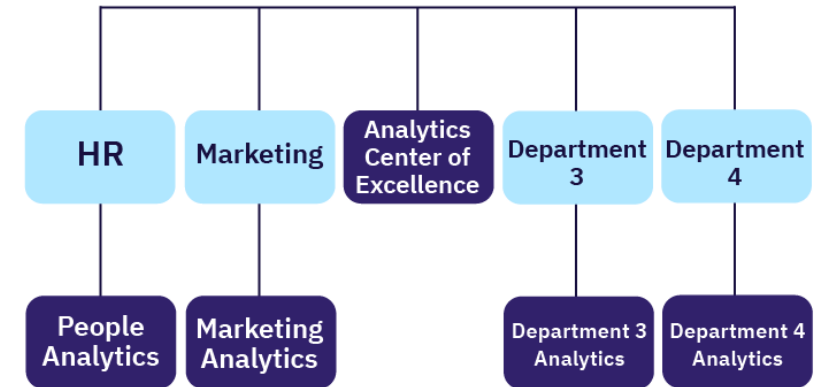 HR
Marketing
Analytics
Center of
Excellence
Department
3
Department
4
People
Analytics
Marketing
Analytics
Department 3
Analytics
Department 4
Analytics